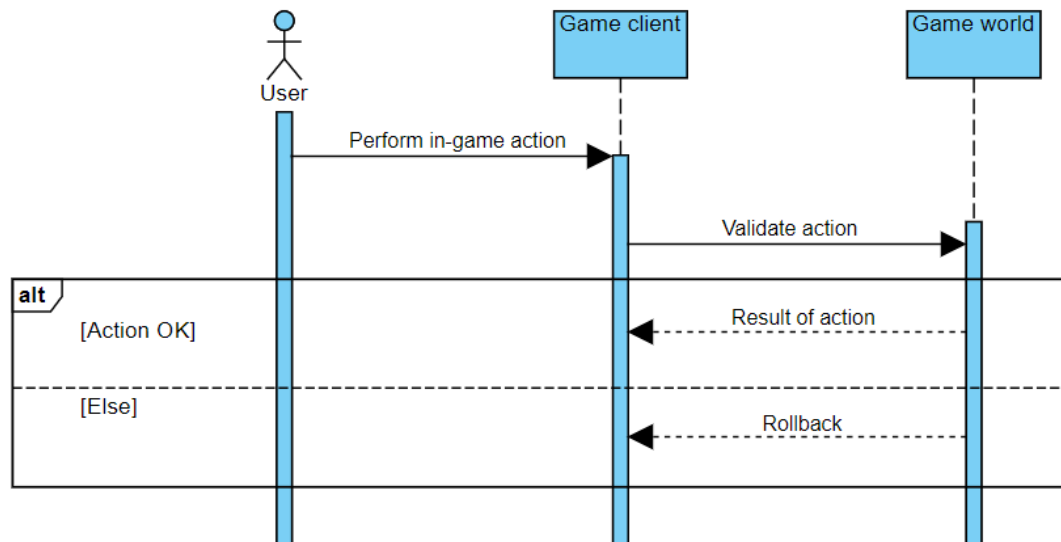 Game client
Game world
User
Perform in-game action
Validate action
alt
[Action OK]
Result of action
[Else]
Rollback